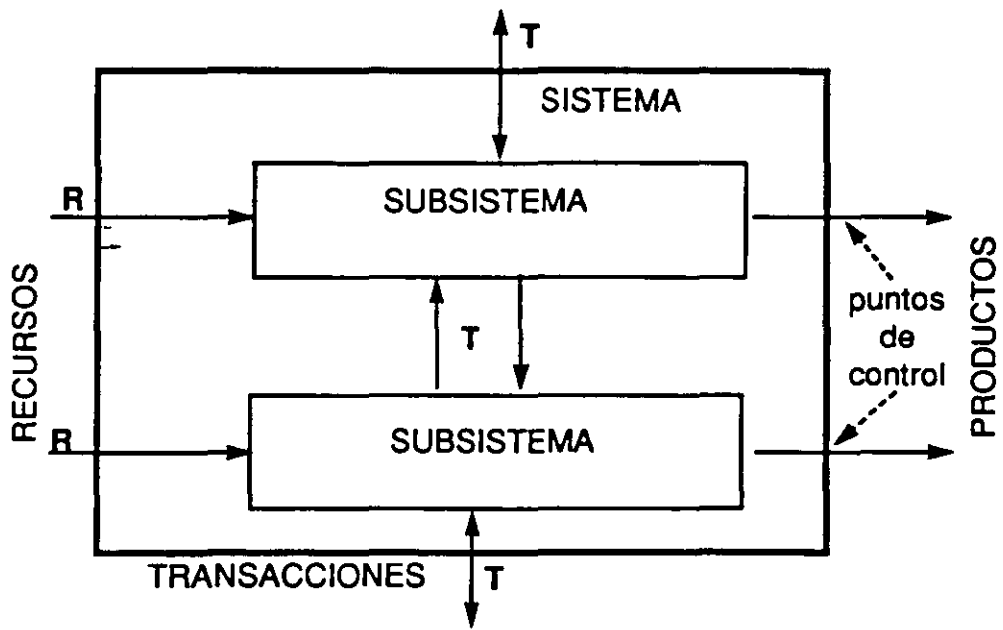 T
SISTEMA
R
SUBSISTEMA
RECURSOS
T
puntos
de
control
PRODUCTOS
R
SUBSISTEMA
TRANSACCIONES
T